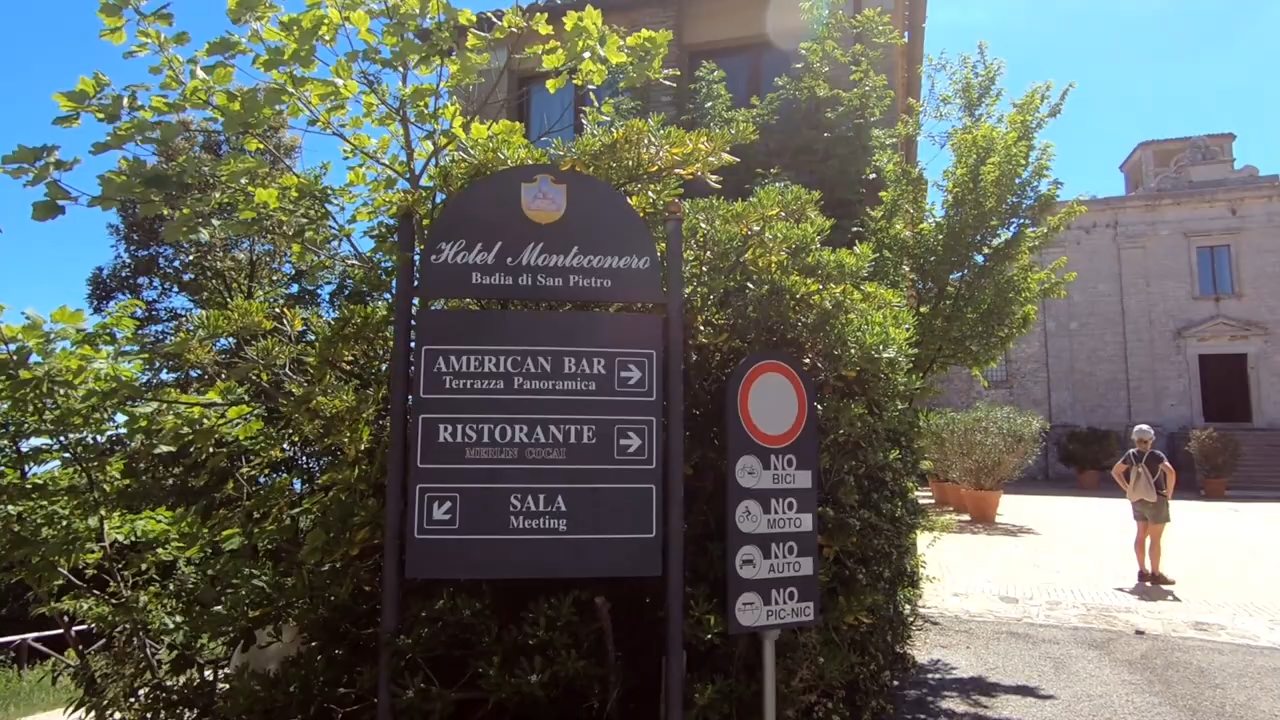 Hotel Monteconero
Badia di San Pietro
AMERICAN BAR
Terrazza Panoramica
RISTORANTE
MERLIN COCAI
SALA
Meeting
NO
BICI
NO
MOTO
NO
AUTO
NO
PIC-NIC